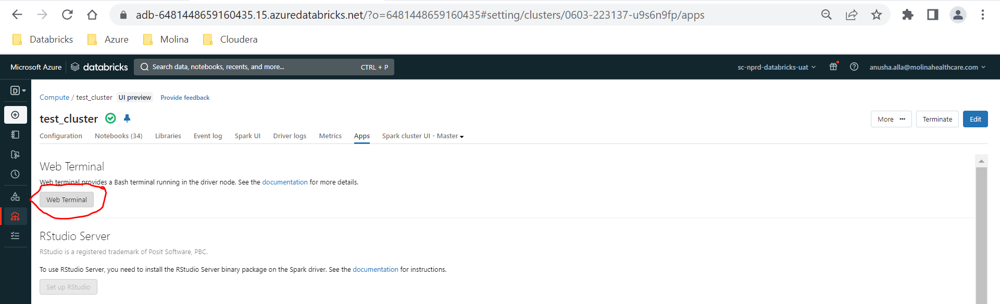 adb-6481448659160435.15.azuredatabricks.net/?o=6481448659160435#setting/clusters/0603-223137-u9s6n9fp/apps
Databricks Azure Molina Cloudera
Microsoft Azure databricks Search data, notebooks, recents, and more... CTRL + P sc-nprd-databricks-uat anusha.alla@molinahealthcare.com
D
Compute / test_cluster UI preview Provide feedback
test_cluster More ··· Terminate Edit
Configuration Notebooks (34) Libraries Event log Spark UI Driver logs Metrics Apps Spark cluster UI - Master
Web Terminal
Web terminal provides a Bash terminal running in the driver node. See the documentation for more details.
Web Terminal
RStudio Server
RStudio is a registered trademark of Posit Software, PBC.
To use RStudio Server, you need to install the RStudio Server binary package on the Spark driver. See the documentation for instructions.
Set up RStudio